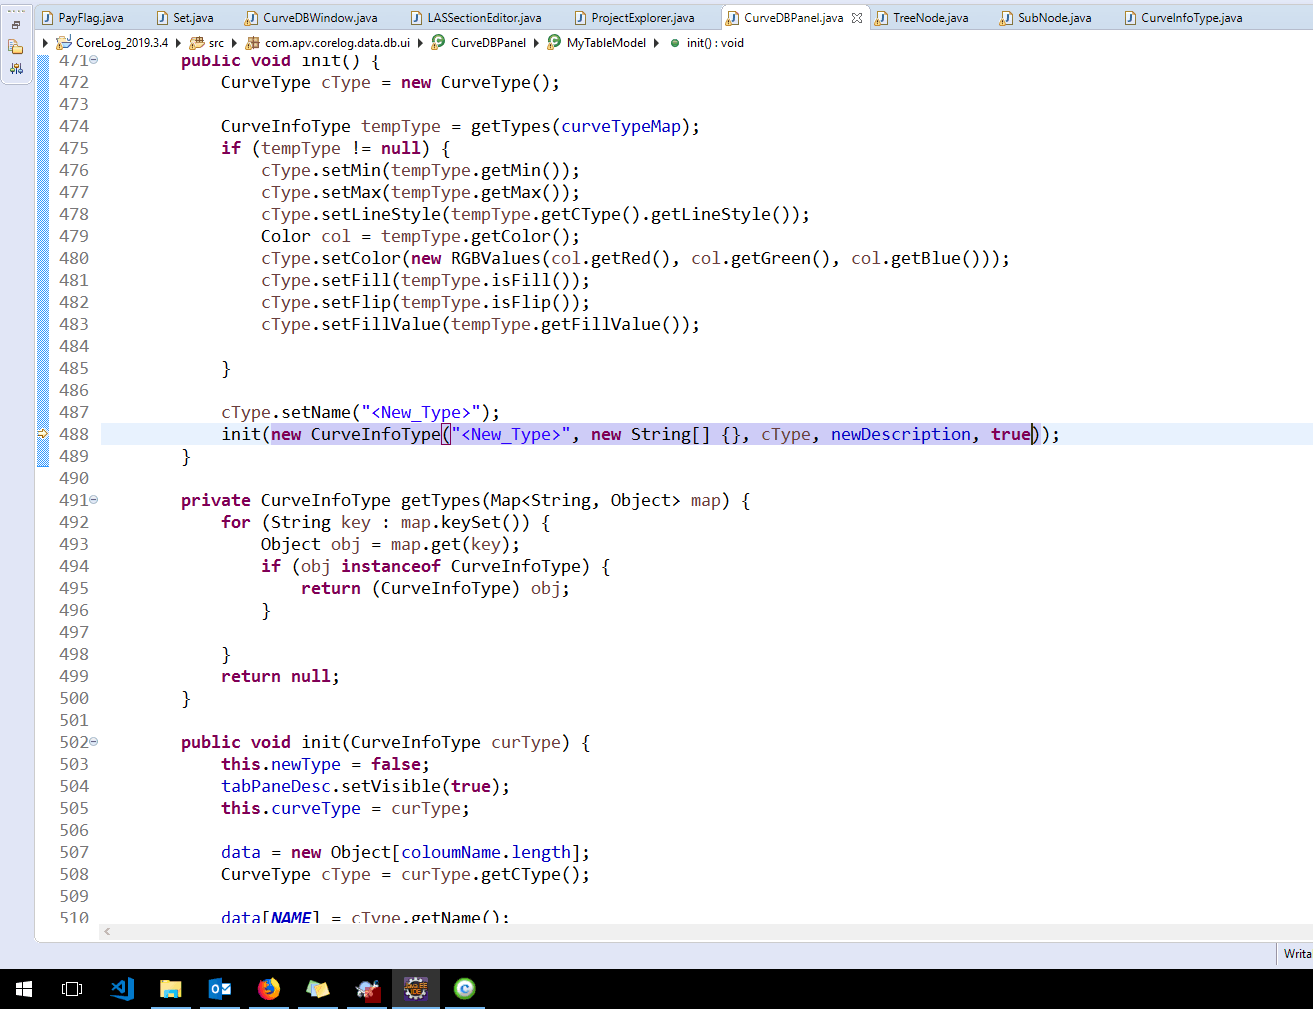 PayFlag.java Set.java CurveDBWindow.java LASSectionEditor.java ProjectExplorer.java CurveDBPanel.java TreeNode.java SubNode.java CurveInfoType.java
CoreLog_2019.3.4 src com.apv.corelog.data.db.ui CurveDBPanel MyTableModel init() : void
471 public void init() {
472 CurveType cType = new CurveType();
473
474 CurveInfoType tempType = getTypes(curveTypeMap);
475 if (tempType != null) {
476 cType.setMin(tempType.getMin());
477 cType.setMax(tempType.getMax());
478 cType.setLineStyle(tempType.getCType().getLineStyle());
479 Color col = tempType.getColor();
480 cType.setColor(new RGBValues(col.getRed(), col.getGreen(), col.getBlue()));
481 cType.setFill(tempType.isFill());
482 cType.setFlip(tempType.isFlip());
483 cType.setFillValue(tempType.getFillValue());
484
485 }
486
487 cType.setName("<New_Type>");
488 init(new CurveInfoType("<New_Type>", new String[] {}, cType, newDescription, true));
489 }
490
491 private CurveInfoType getTypes(Map<String, Object> map) {
492 for (String key : map.keySet()) {
493 Object obj = map.get(key);
494 if (obj instanceof CurveInfoType) {
495 return (CurveInfoType) obj;
496 }
497
498 }
499 return null;
500 }
501
502 public void init(CurveInfoType curType) {
503 this.newType = false;
504 tabPaneDesc.setVisible(true);
505 this.curveType = curType;
506
507 data = new Object[coloumName.length];
508 CurveType cType = curType.getCType();
509
510 data[NAME] = cType.getName();
Writa